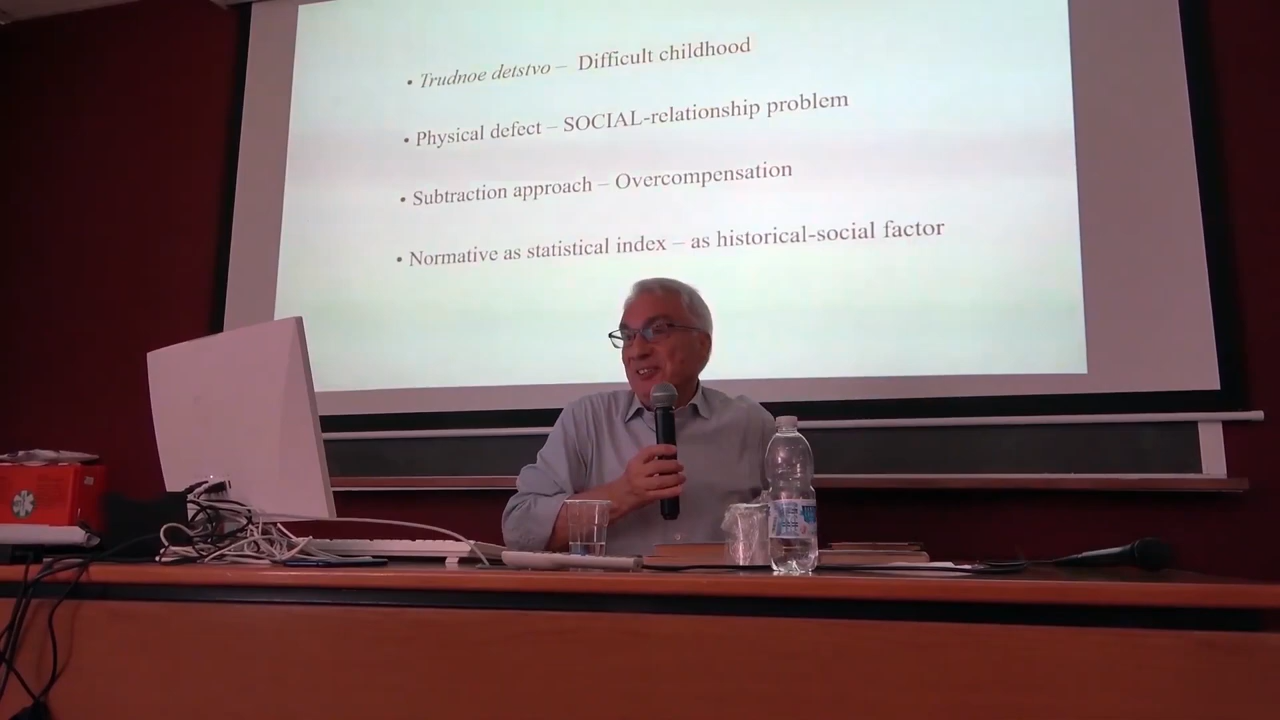 • Trudnoe detstvo – Difficult childhood
• Physical defect – SOCIAL-relationship problem
• Subtraction approach – Overcompensation
• Normative as statistical index – as historical-social factor